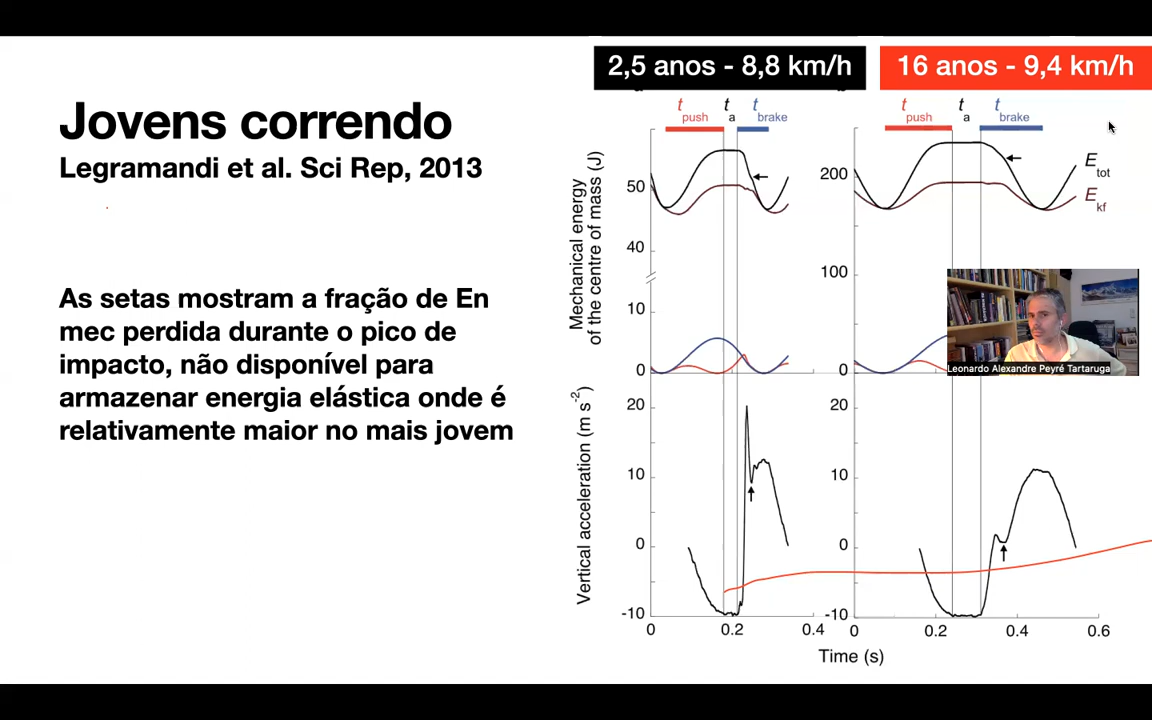 2,5 anos - 8,8 km/h
16 anos - 9,4 km/h
Jovens correndo
Legramandi et al. Sci Rep, 2013
As setas mostram a fração de En
mec perdida durante o pico de
impacto, não disponível para
armazenar energia elástica onde é
relativamente maior no mais jovem
t push
t a
t brake
t push
t a
t brake
Mechanical energy
of the centre of mass (J)
50
40
10
0
200
100
0
E tot
E kf
Leonardo Alexandre Peyré Tartaruga
Vertical acceleration (m s-2)
20
10
0
-10
20
10
0
-10
0
0.2
0.4
0
0.2
0.4
0.6
Time (s)